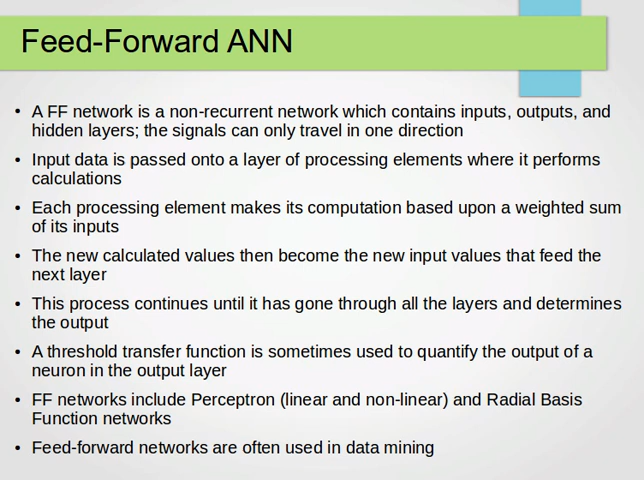 Feed-Forward ANN
• A FF network is a non-recurrent network which contains inputs, outputs, and
hidden layers; the signals can only travel in one direction
• Input data is passed onto a layer of processing elements where it performs
calculations
• Each processing element makes its computation based upon a weighted sum
of its inputs
• The new calculated values then become the new input values that feed the
next layer
• This process continues until it has gone through all the layers and determines
the output
• A threshold transfer function is sometimes used to quantify the output of a
neuron in the output layer
• FF networks include Perceptron (linear and non-linear) and Radial Basis
Function networks
• Feed-forward networks are often used in data mining